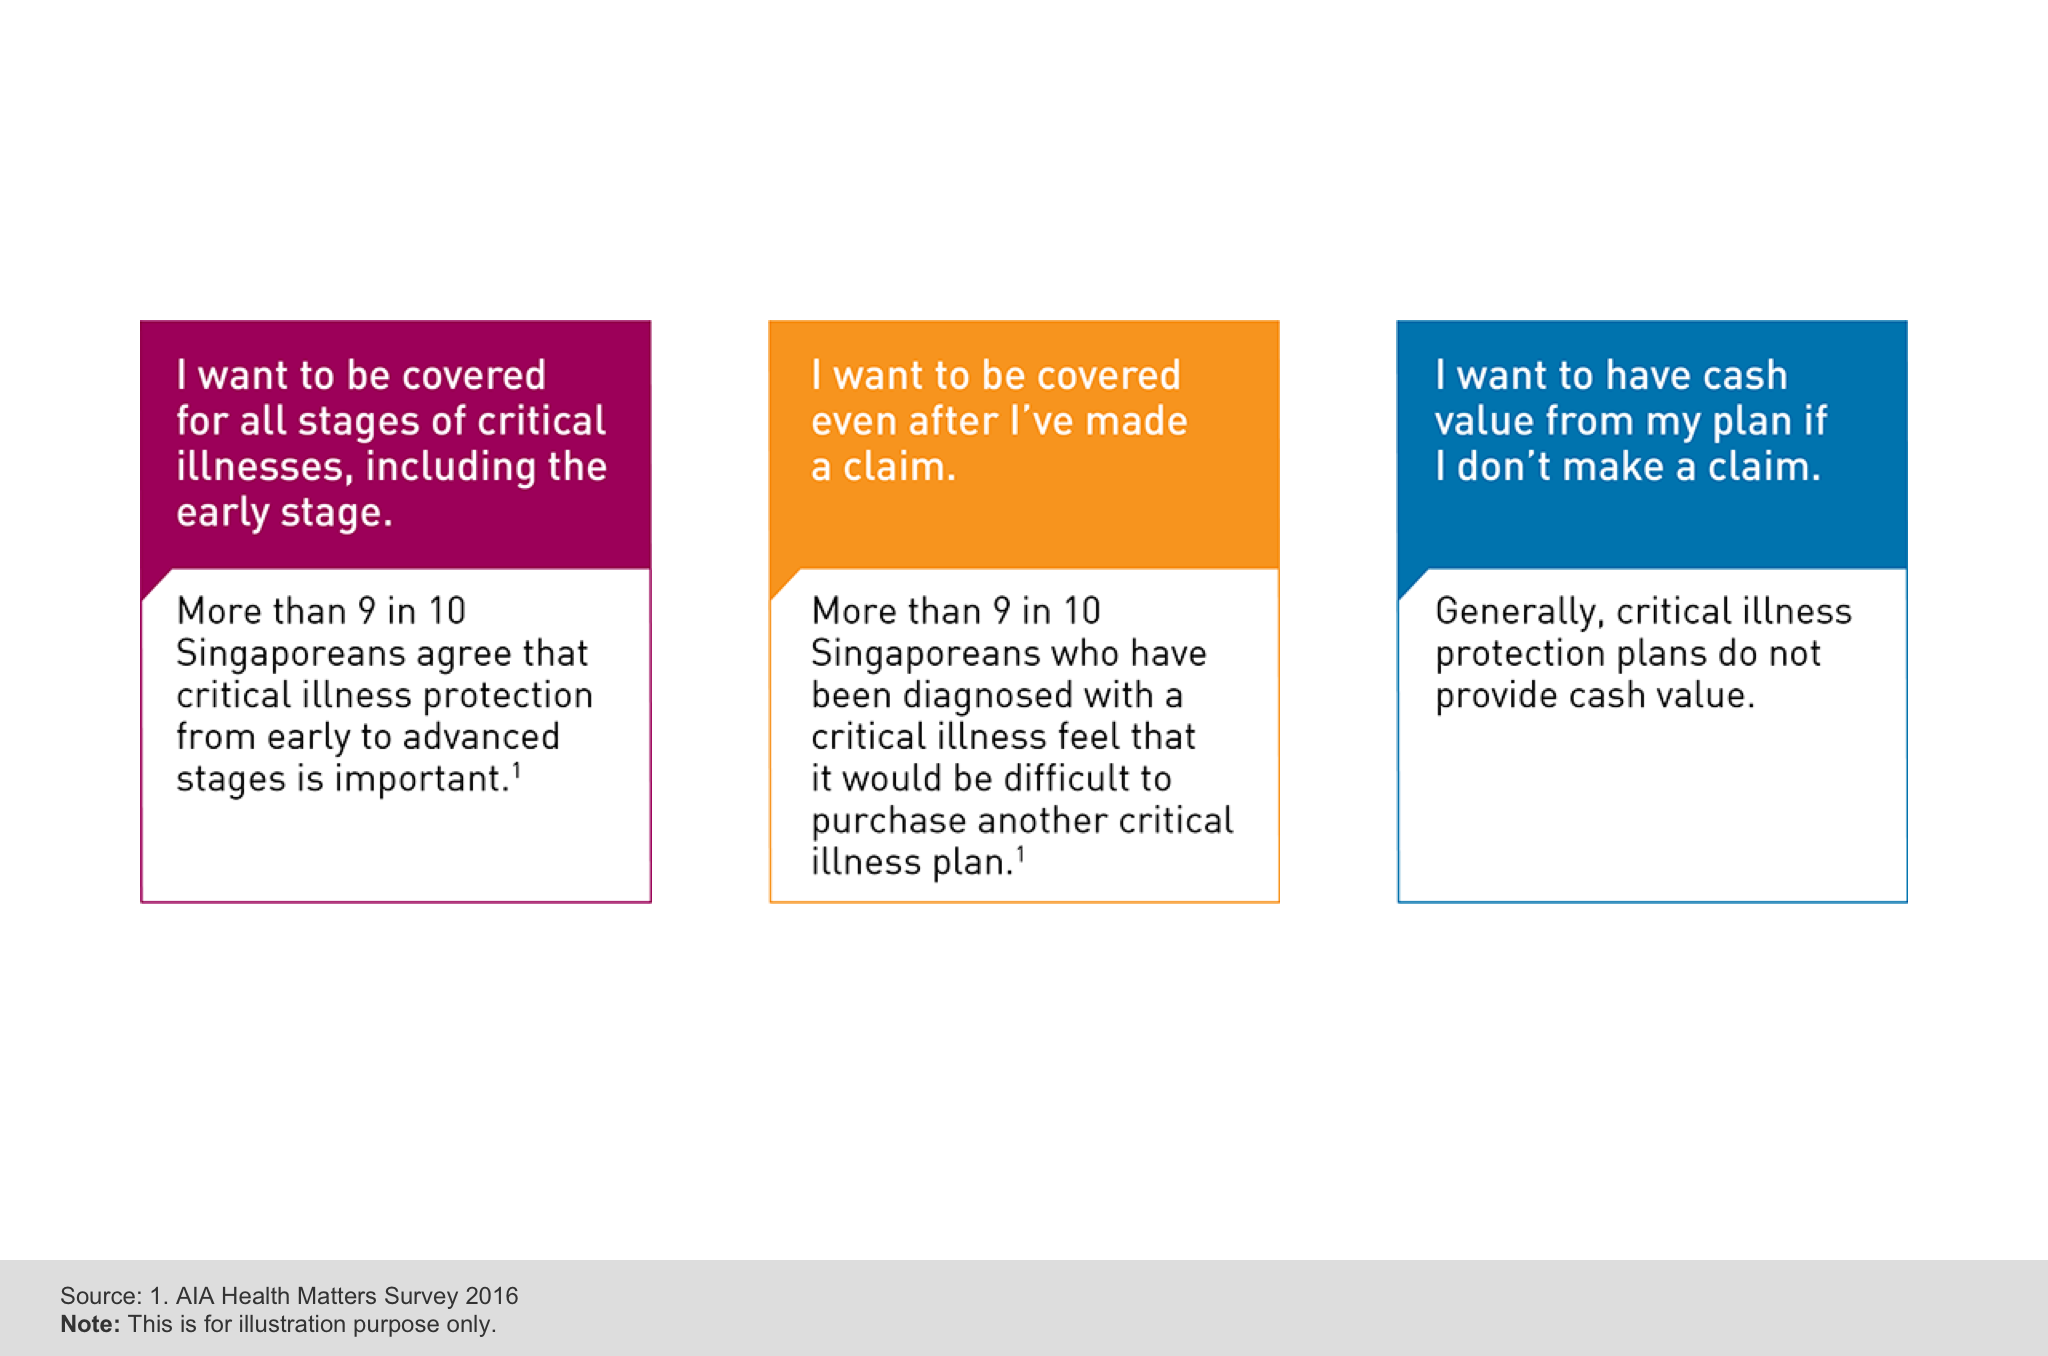 I want to be covered
for all stages of critical
illnesses, including the
early stage.
More than 9 in 10
Singaporeans agree that
critical illness protection
from early to advanced
stages is important.¹
I want to be covered
even after I’ve made
a claim.
More than 9 in 10
Singaporeans who have
been diagnosed with a
critical illness feel that
it would be difficult to
purchase another critical
illness plan.¹
I want to have cash
value from my plan if
I don’t make a claim.
Generally, critical illness
protection plans do not
provide cash value.
Source: 1. AIA Health Matters Survey 2016
Note: This is for illustration purpose only.